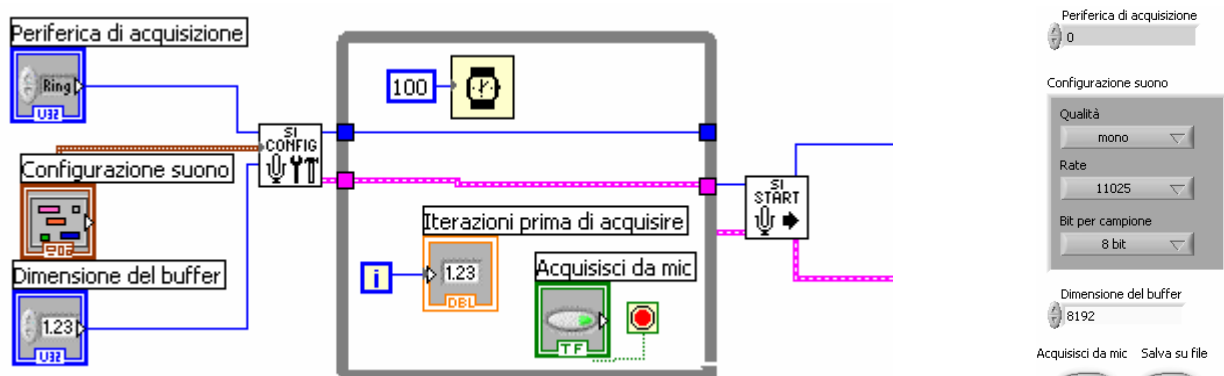 Periferica di acquisizione
Ring
U32
Configurazione suono
Dimensione del buffer
1.23
U32
SI
CONFIG
100
Iterazioni prima di acquisire
i
1.23
DBL
Acquisisci da mic
TF
SI
START
Periferica di acquisizione
0
Configurazione suono
Qualità
mono
Rate
11025
Bit per campione
8 bit
Dimensione del buffer
8192
Acquisisci da mic Salva su file